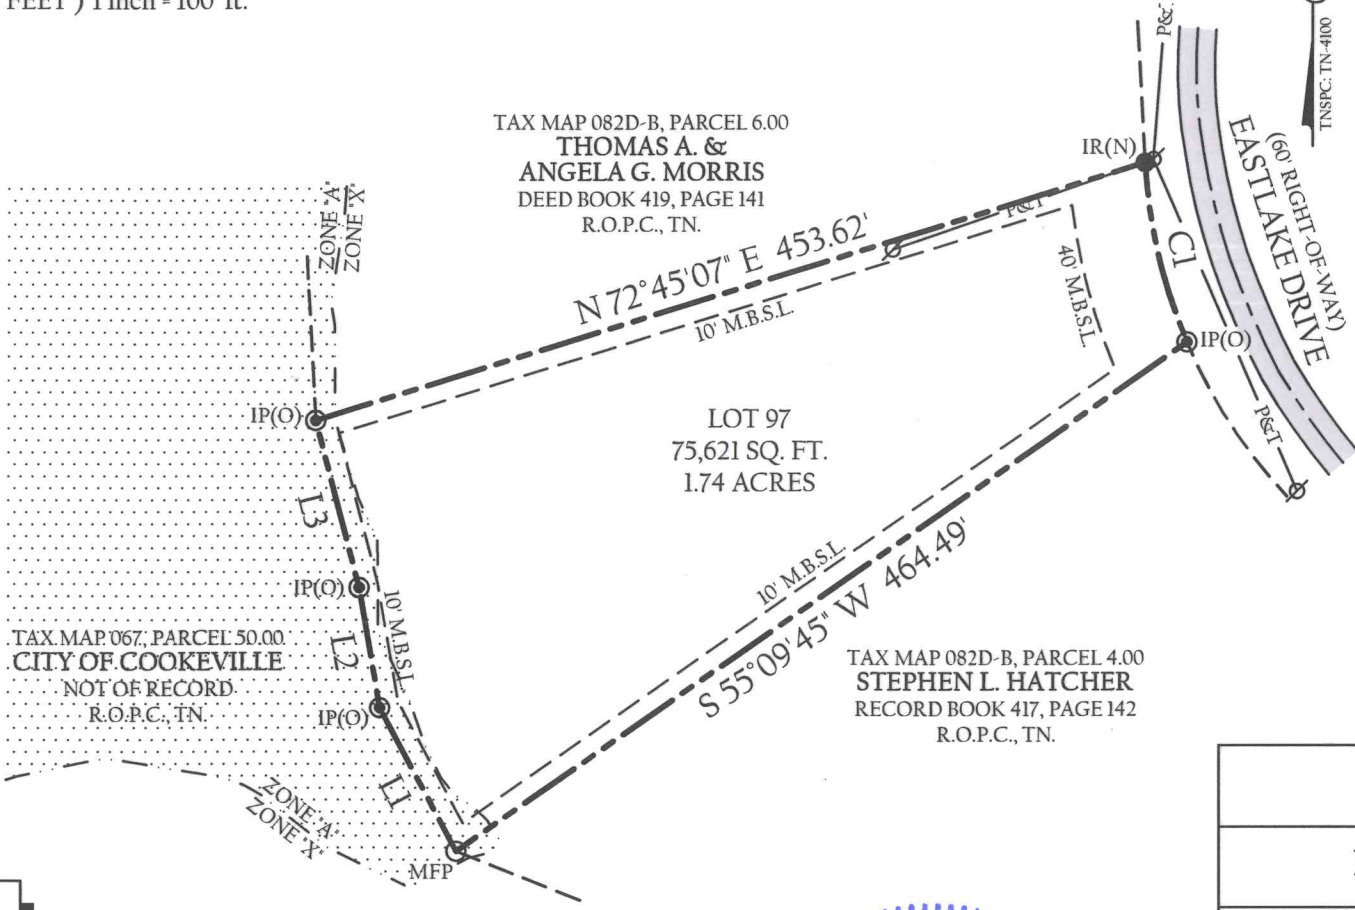 FEET ) 1 inch = 100 ft.
P&T
TNSPC: TN-4100
TAX MAP 082D-B, PARCEL 6.00
THOMAS A. &
ANGELA G. MORRIS
DEED BOOK 419, PAGE 141
R.O.P.C., TN.
IR(N)
(60' RIGHT-OF-WAY)
EASTLAKE DRIVE
ZONE "A"
ZONE "X"
P&T
N 72°45'07" E 453.62'
10' M.B.S.L.
40' M.B.S.L.
C1
IP(O)
IP(O)
P&T
LOT 97
75,621 SQ. FT.
1.74 ACRES
L3
10' M.B.S.L.
S 55°09'45" W 464.49'
IP(O)
10' M.B.S.L.
L2
TAX MAP 067, PARCEL 50.00
CITY OF COOKEVILLE
NOT OF RECORD
R.O.P.C., TN.
IP(O)
TAX MAP 082D-B, PARCEL 4.00
STEPHEN L. HATCHER
RECORD BOOK 417, PAGE 142
R.O.P.C., TN.
L1
ZONE "A"
ZONE "X"
MFP